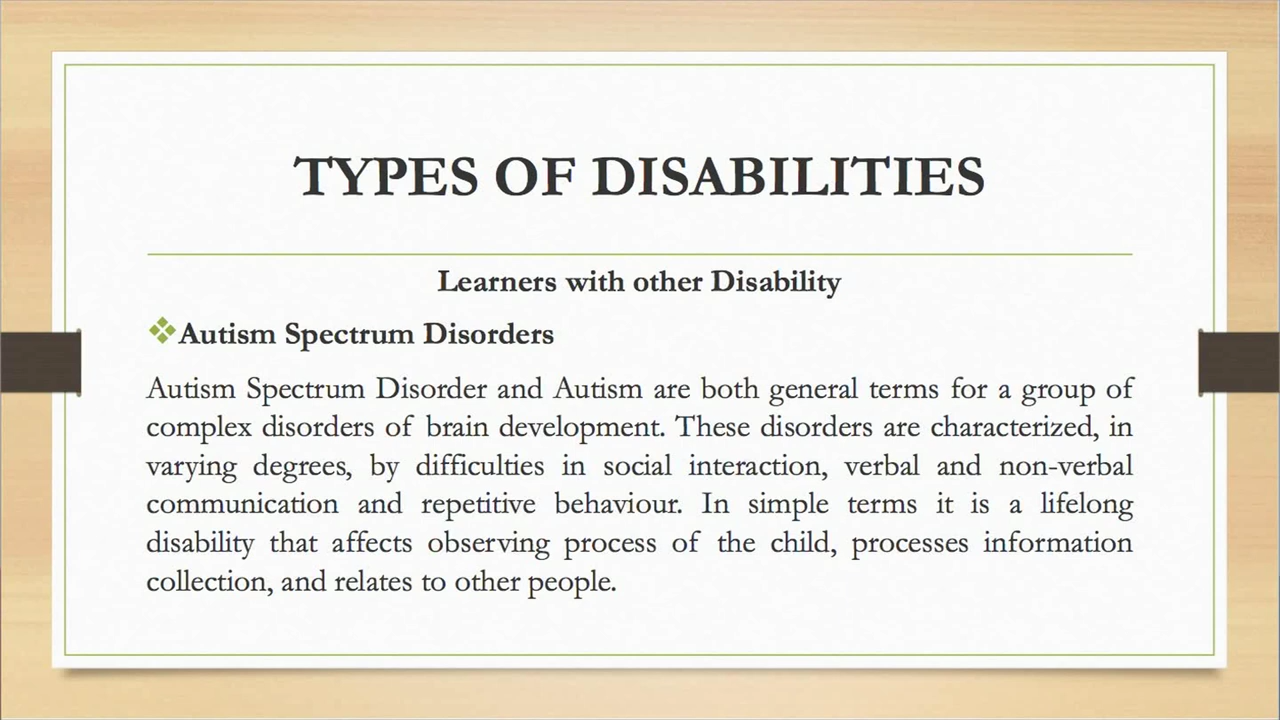 TYPES OF DISABILITIES
Learners with other Disability
Autism Spectrum Disorders
Autism Spectrum Disorder and Autism are both general terms for a group of
complex disorders of brain development. These disorders are characterized, in
varying degrees, by difficulties in social interaction, verbal and non-verbal
communication and repetitive behaviour. In simple terms it is a lifelong
disability that affects observing process of the child, processes information
collection, and relates to other people.